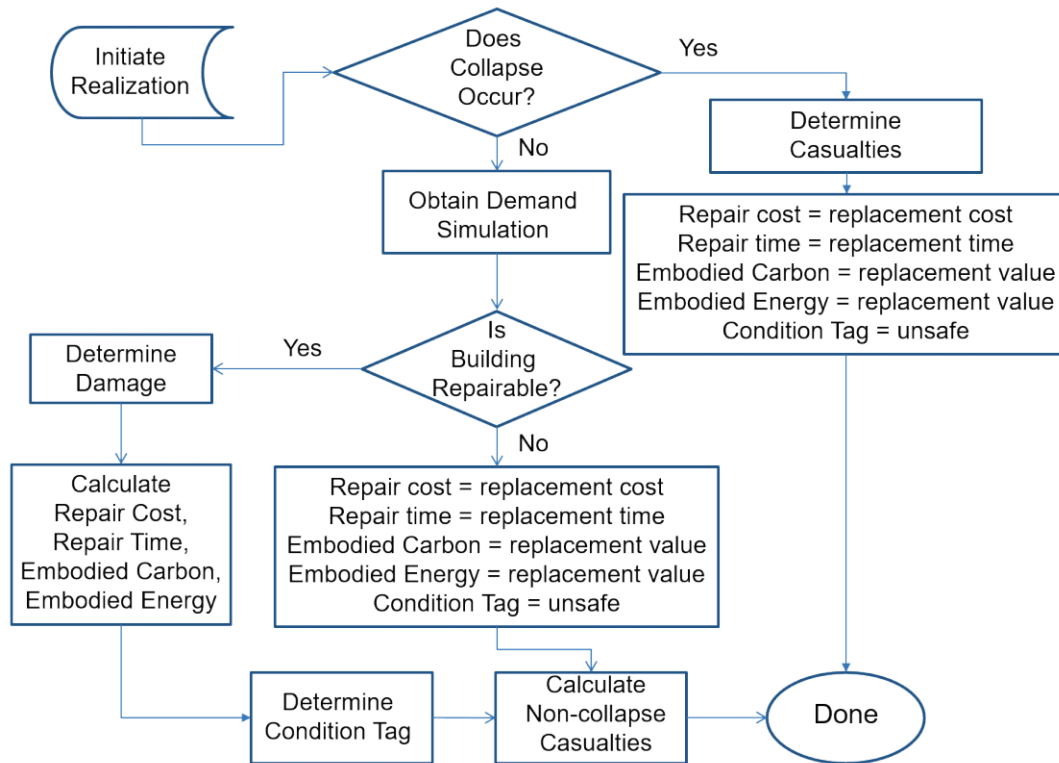 Initiate
Realization
Does
Collapse
Occur?
Yes
Determine
Casualties
Repair cost = replacement cost
Repair time = replacement time
Embodied Carbon = replacement value
Embodied Energy = replacement value
Condition Tag = unsafe
No
Obtain Demand
Simulation
Is
Building
Repairable?
Yes
Determine
Damage
Calculate
Repair Cost,
Repair Time,
Embodied Carbon,
Embodied Energy
No
Repair cost = replacement cost
Repair time = replacement time
Embodied Carbon = replacement value
Embodied Energy = replacement value
Condition Tag = unsafe
Determine
Condition Tag
Calculate
Non-collapse
Casualties
Done